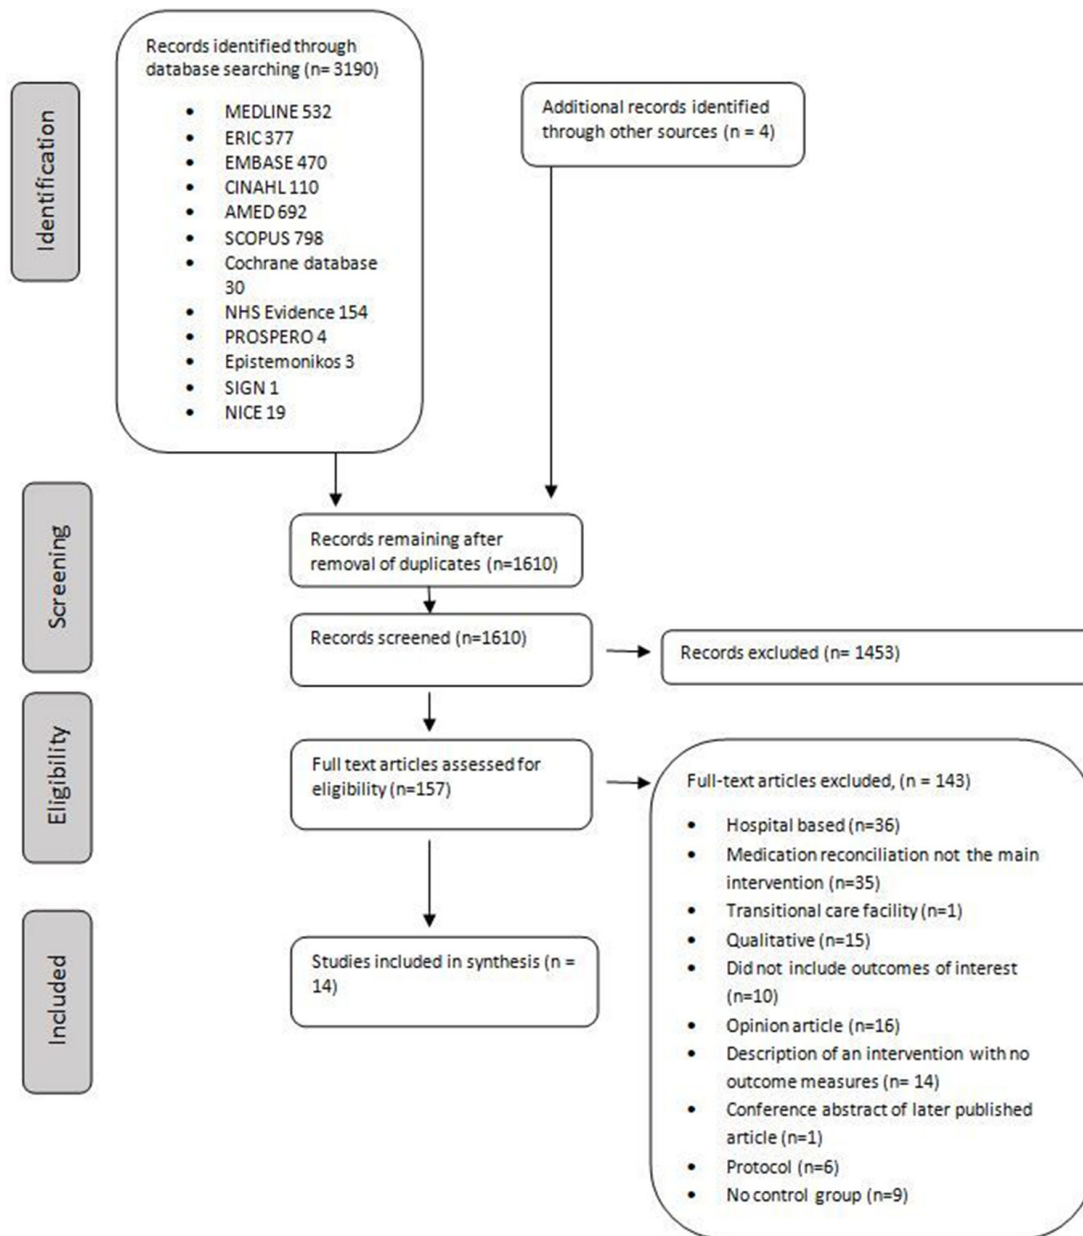 Identification
Records identified through
database searching (n= 3190)
• MEDLINE 532
• ERIC 377
• EMBASE 470
• CINAHL 110
• AMED 692
• SCOPUS 798
• Cochrane database
30
• NHS Evidence 154
• PROSPERO 4
• Epistemonikos 3
• SIGN 1
• NICE 19
Additional records identified
through other sources (n = 4)
Screening
Records remaining after
removal of duplicates (n=1610)
Records screened (n=1610)
Records excluded (n= 1453)
Eligibility
Full text articles assessed for
eligibility (n=157)
Full-text articles excluded, (n = 143)
• Hospital based (n=36)
• Medication reconciliation not the main
intervention (n=35)
• Transitional care facility (n=1)
• Qualitative (n=15)
• Did not include outcomes of interest
(n=10)
• Opinion article (n=16)
• Description of an intervention with no
outcome measures (n= 14)
• Conference abstract of later published
article (n=1)
• Protocol (n=6)
• No control group (n=9)
Included
Studies included in synthesis (n =
14)